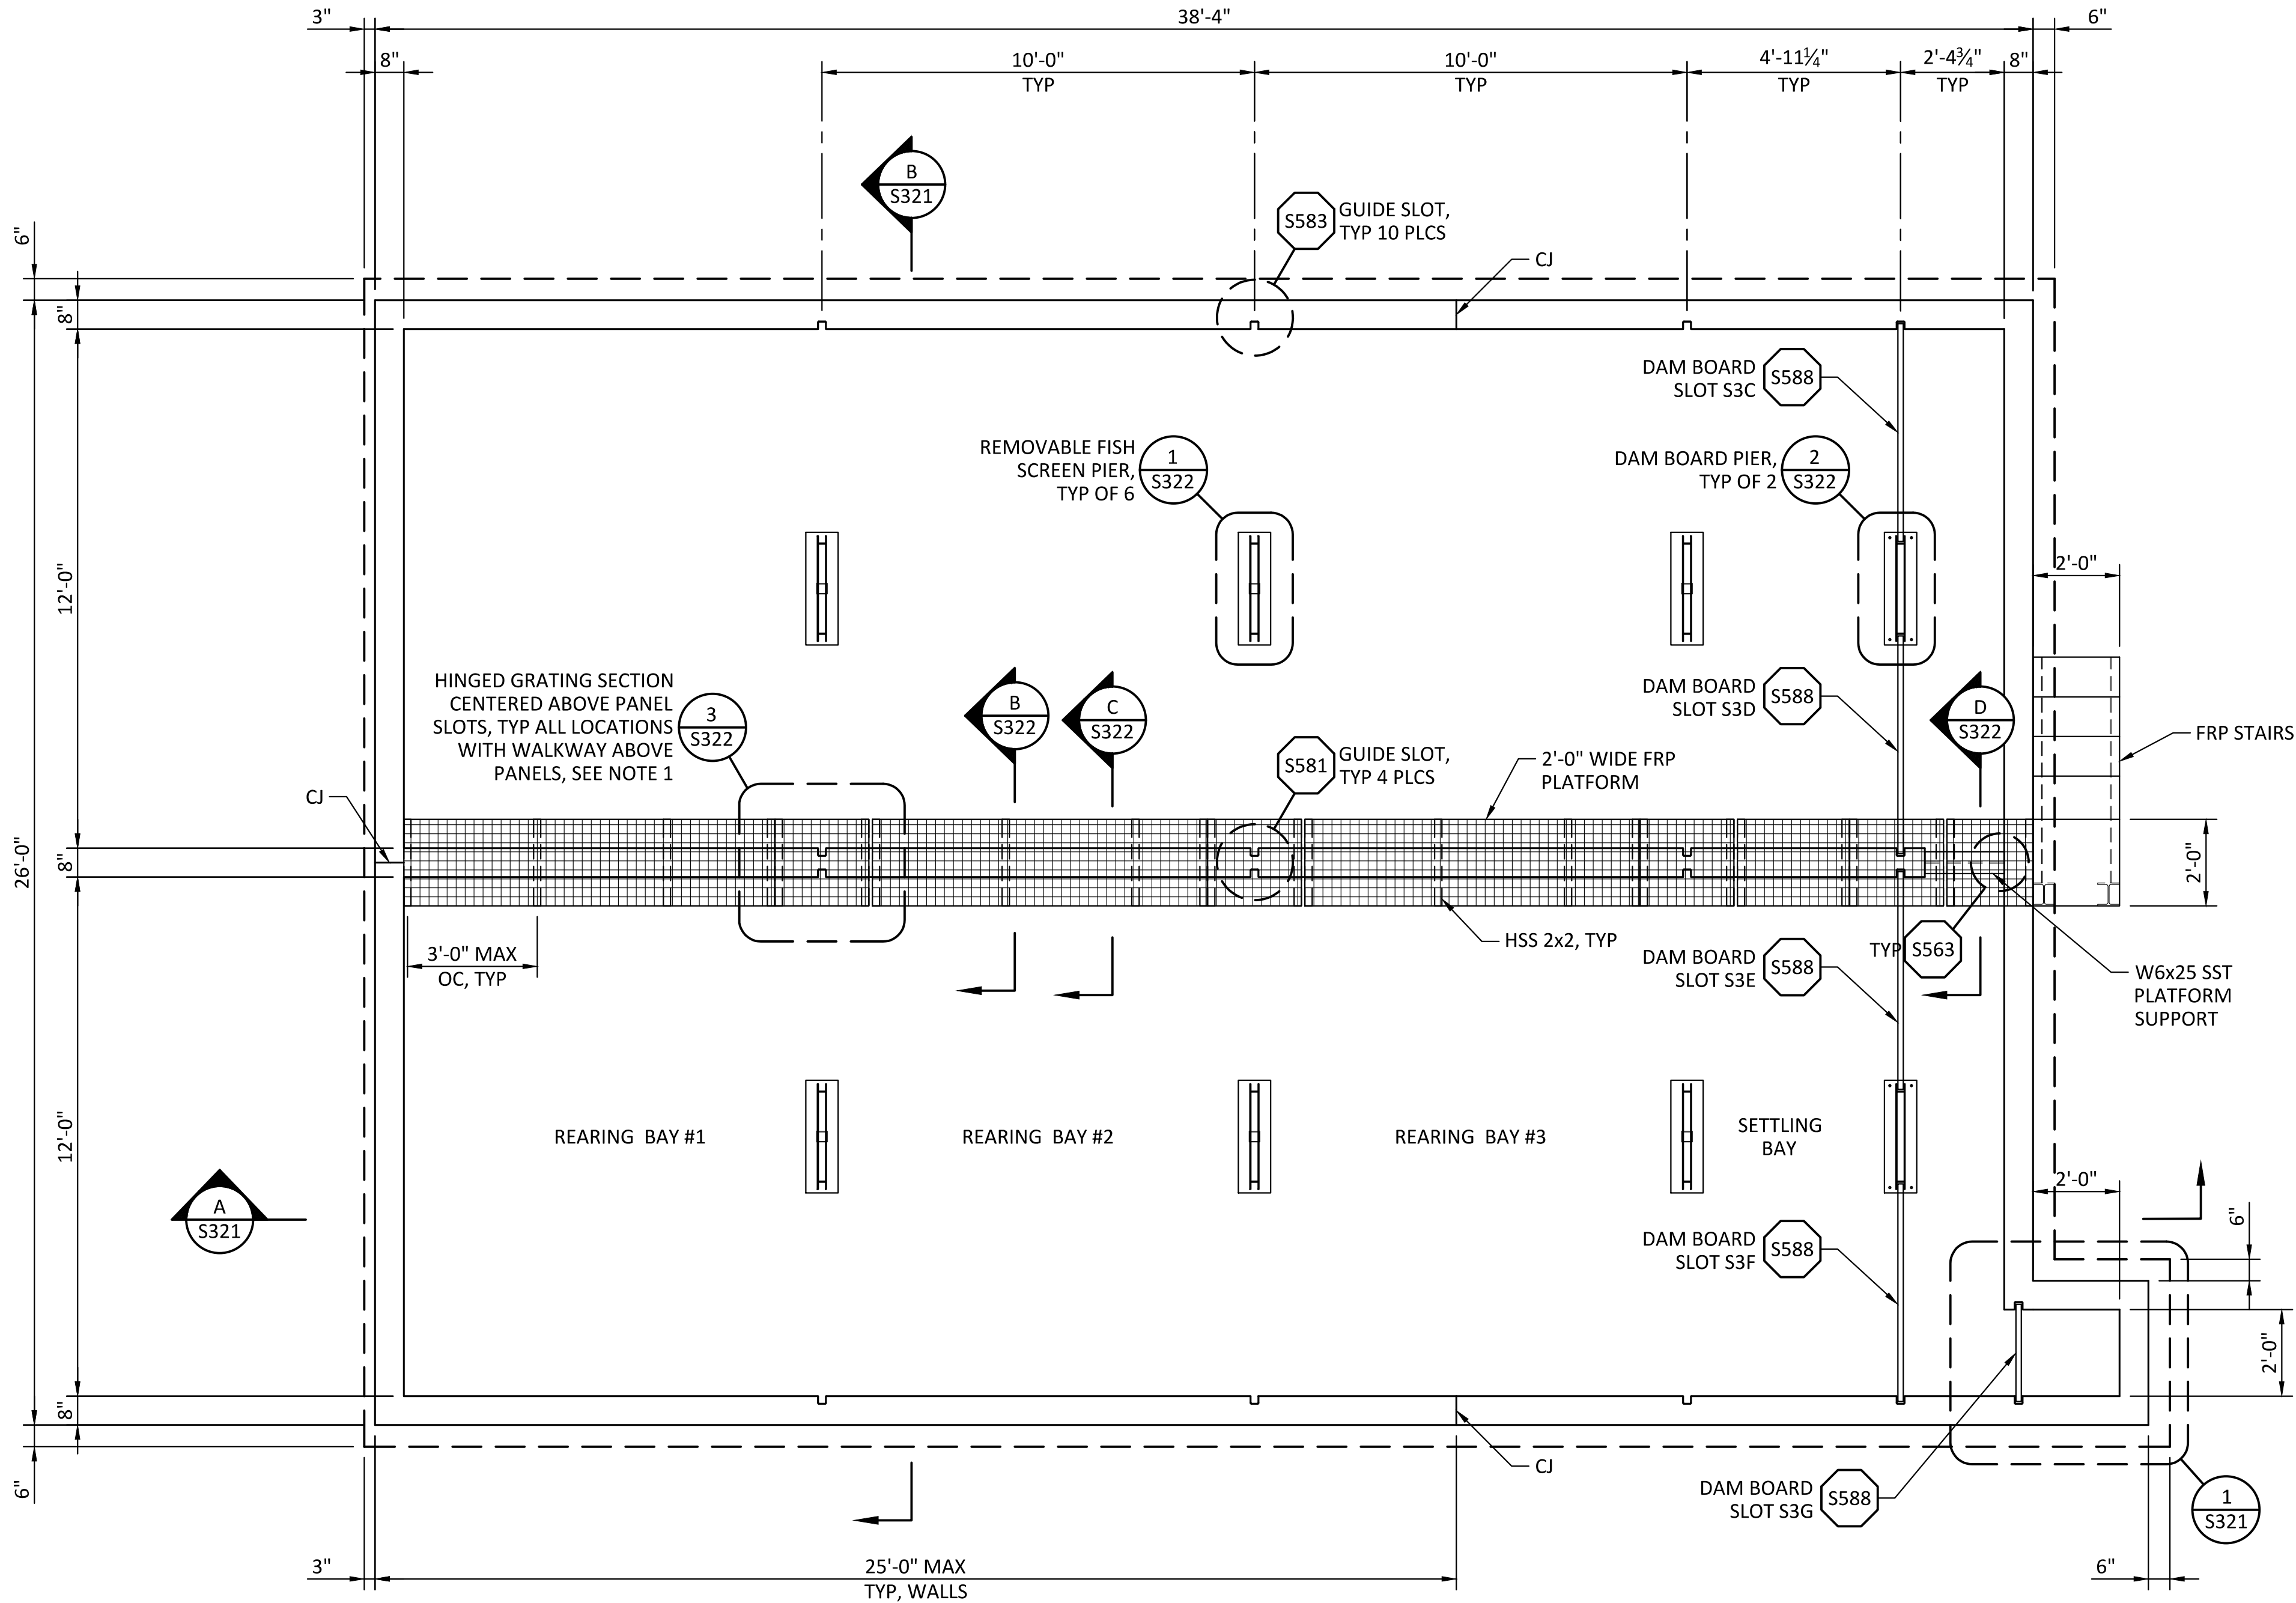 3"
38'-4"
6"
8"
10'-0"
TYP
10'-0"
TYP
4'-11¼"
TYP
2'-4¾"
TYP
8"
B
S321
S583
GUIDE SLOT,
TYP 10 PLCS
CJ
6"
8"
DAM BOARD
SLOT S3C
S588
REMOVABLE FISH
SCREEN PIER,
TYP OF 6
1
S322
DAM BOARD PIER,
TYP OF 2
2
S322
12'-0"
2'-0"
HINGED GRATING SECTION
CENTERED ABOVE PANEL
SLOTS, TYP ALL LOCATIONS
WITH WALKWAY ABOVE
PANELS, SEE NOTE 1
3
S322
B
S322
C
S322
DAM BOARD
SLOT S3D
S588
D
S322
FRP STAIRS
S581
GUIDE SLOT,
TYP 4 PLCS
2'-0" WIDE FRP
PLATFORM
CJ
26'-0"
8"
2'-0"
3'-0" MAX
OC, TYP
HSS 2x2, TYP
DAM BOARD
SLOT S3E
S588
TYP
S563
W6x25 SST
PLATFORM
SUPPORT
12'-0"
REARING BAY #1
REARING BAY #2
REARING BAY #3
SETTLING
BAY
A
S321
2'-0"
6"
DAM BOARD
SLOT S3F
S588
2'-0"
8"
6"
CJ
DAM BOARD
SLOT S3G
S588
1
S321
3"
25'-0" MAX
TYP, WALLS
6"